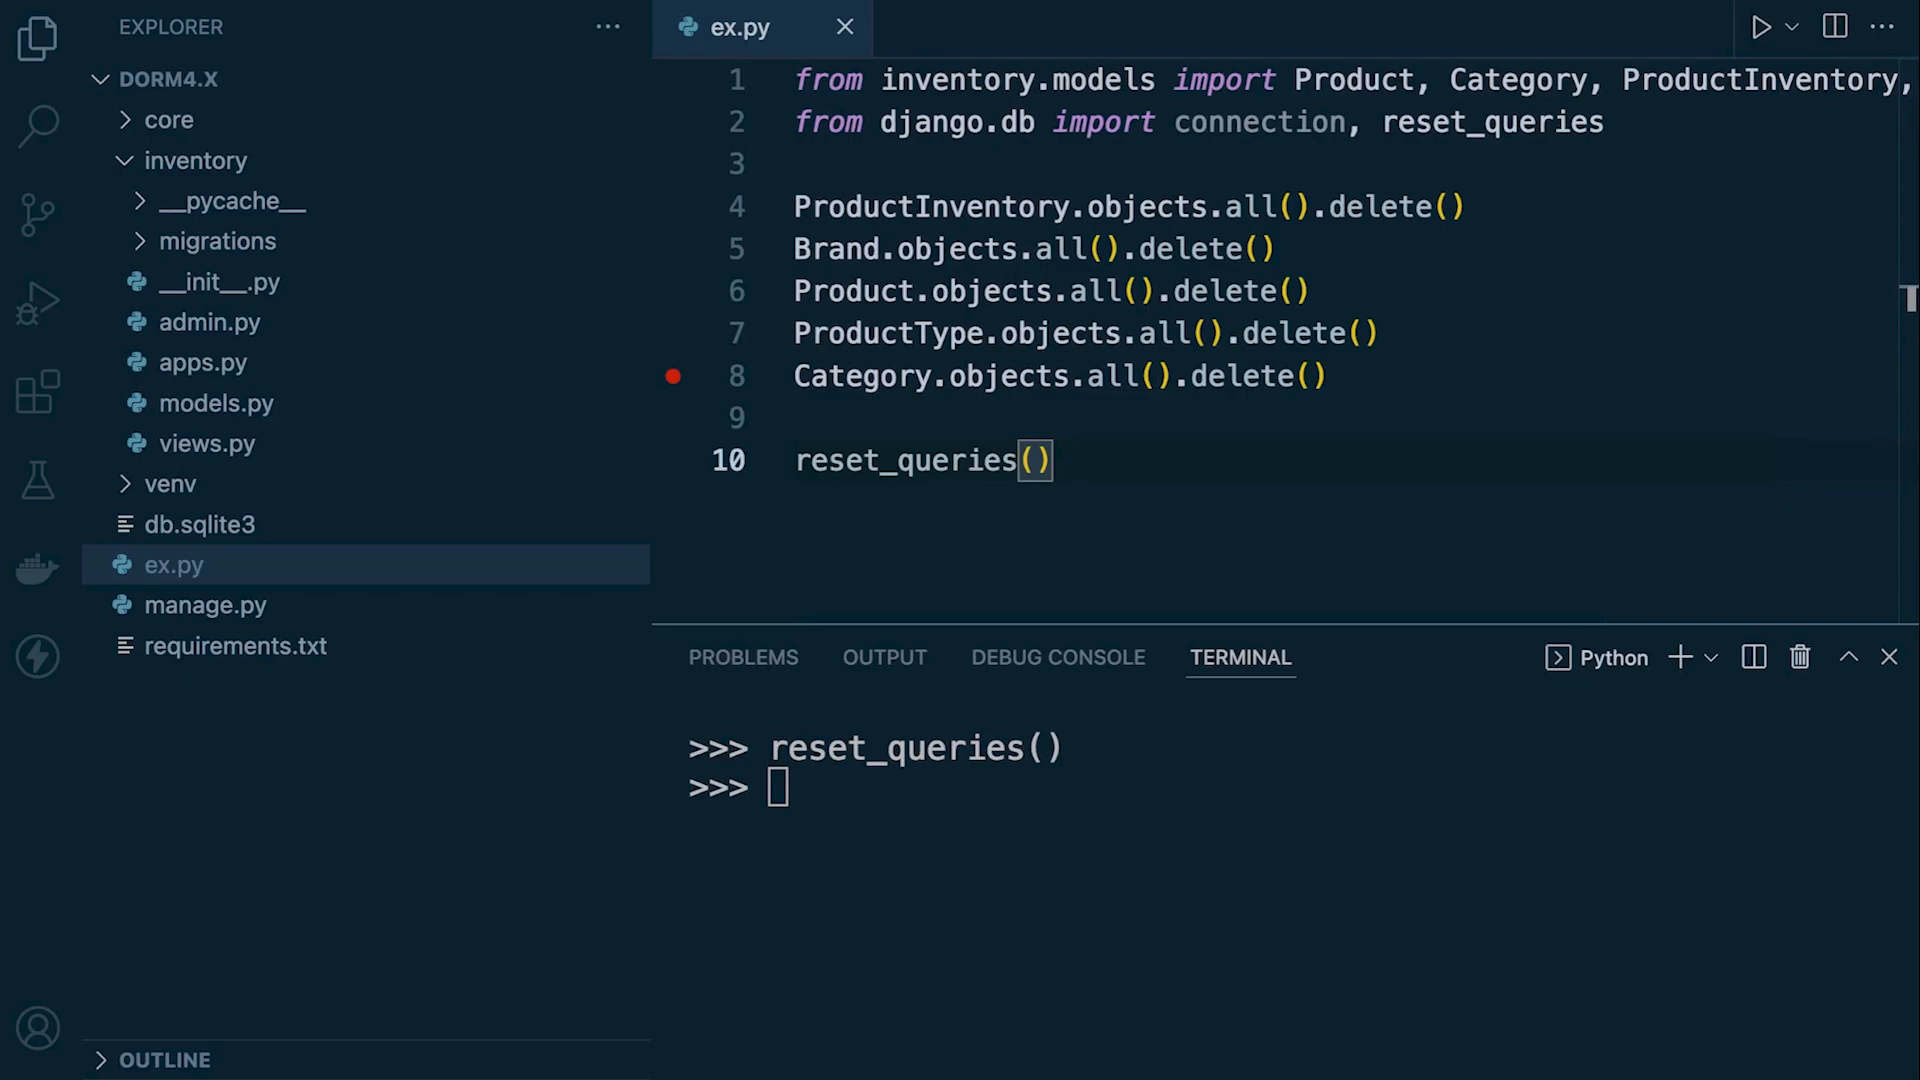 EXPLORER
DORM4.X
core
inventory
__pycache__
migrations
__init__.py
admin.py
apps.py
models.py
views.py
venv
db.sqlite3
ex.py
manage.py
requirements.txt
OUTLINE
ex.py
1 from inventory.models import Product, Category, ProductInventory,
2 from django.db import connection, reset_queries
3
4 ProductInventory.objects.all().delete()
5 Brand.objects.all().delete()
6 Product.objects.all().delete()
7 ProductType.objects.all().delete()
8 Category.objects.all().delete()
9
10 reset_queries()
PROBLEMS OUTPUT DEBUG CONSOLE TERMINAL Python
>>> reset_queries()
>>>